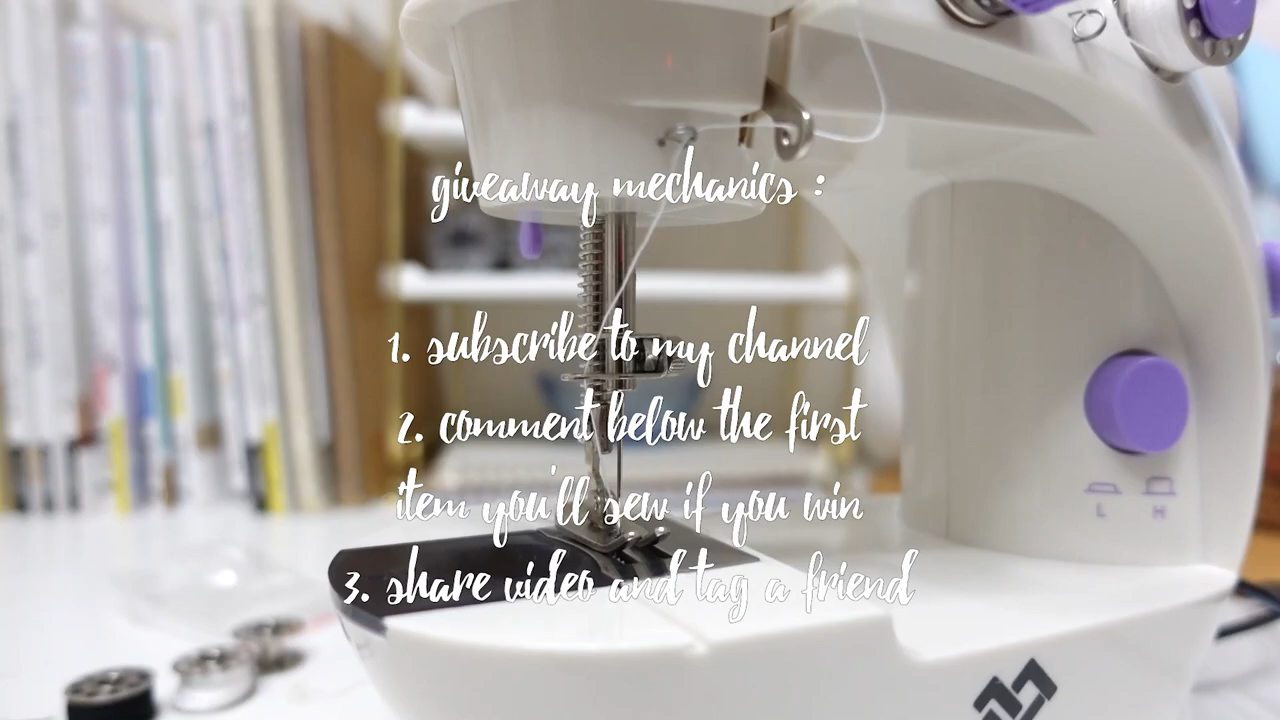 giveaway mechanics :
1. subscribe to my channel
2. comment below the first
item you'll sew if you win
3. share video and tag a friend
L H